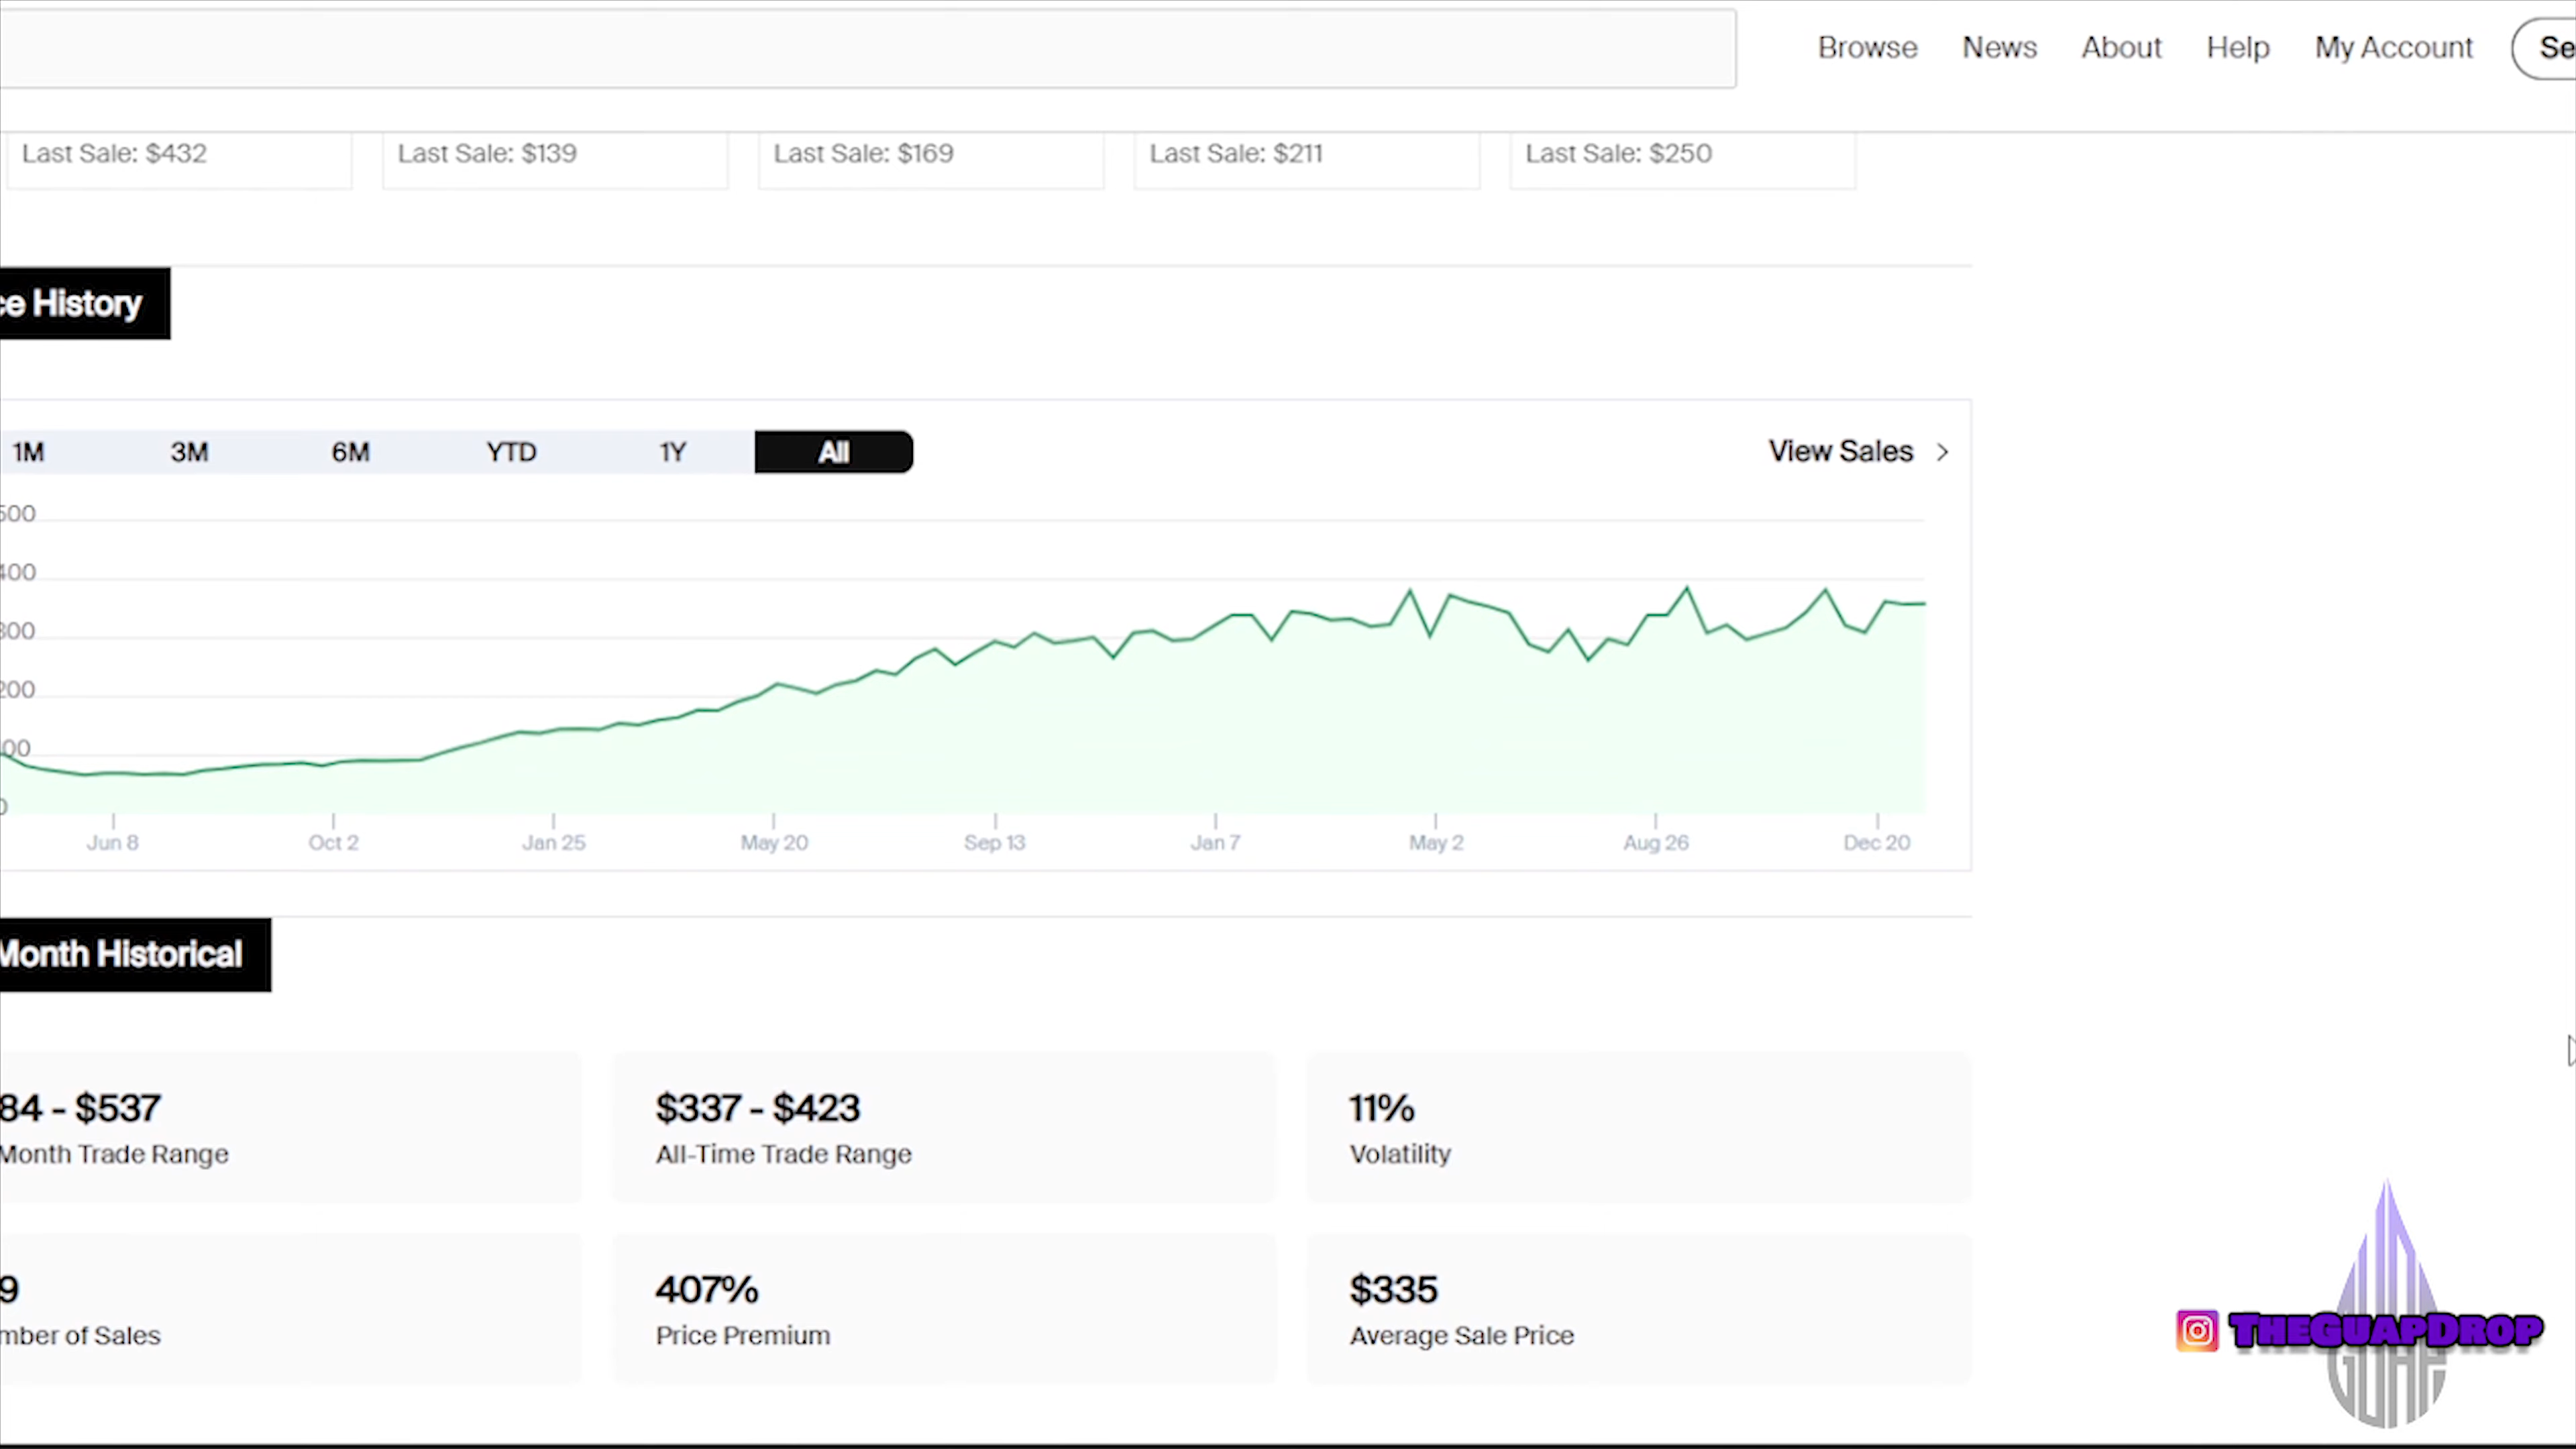 Browse News About Help My Account Se
Last Sale: $432 Last Sale: $139 Last Sale: $169 Last Sale: $211 Last Sale: $250
ce History
1M 3M 6M YTD 1Y All View Sales
500
400
300
200
00
0
Jun 8 Oct 2 Jan 25 May 20 Sep 13 Jan 7 May 2 Aug 26 Dec 20
Month Historical
84 - $537 $337 - $423 11%
Month Trade Range All-Time Trade Range Volatility
9 407% $335
mber of Sales Price Premium Average Sale Price
TheGuapDrop
GUAP